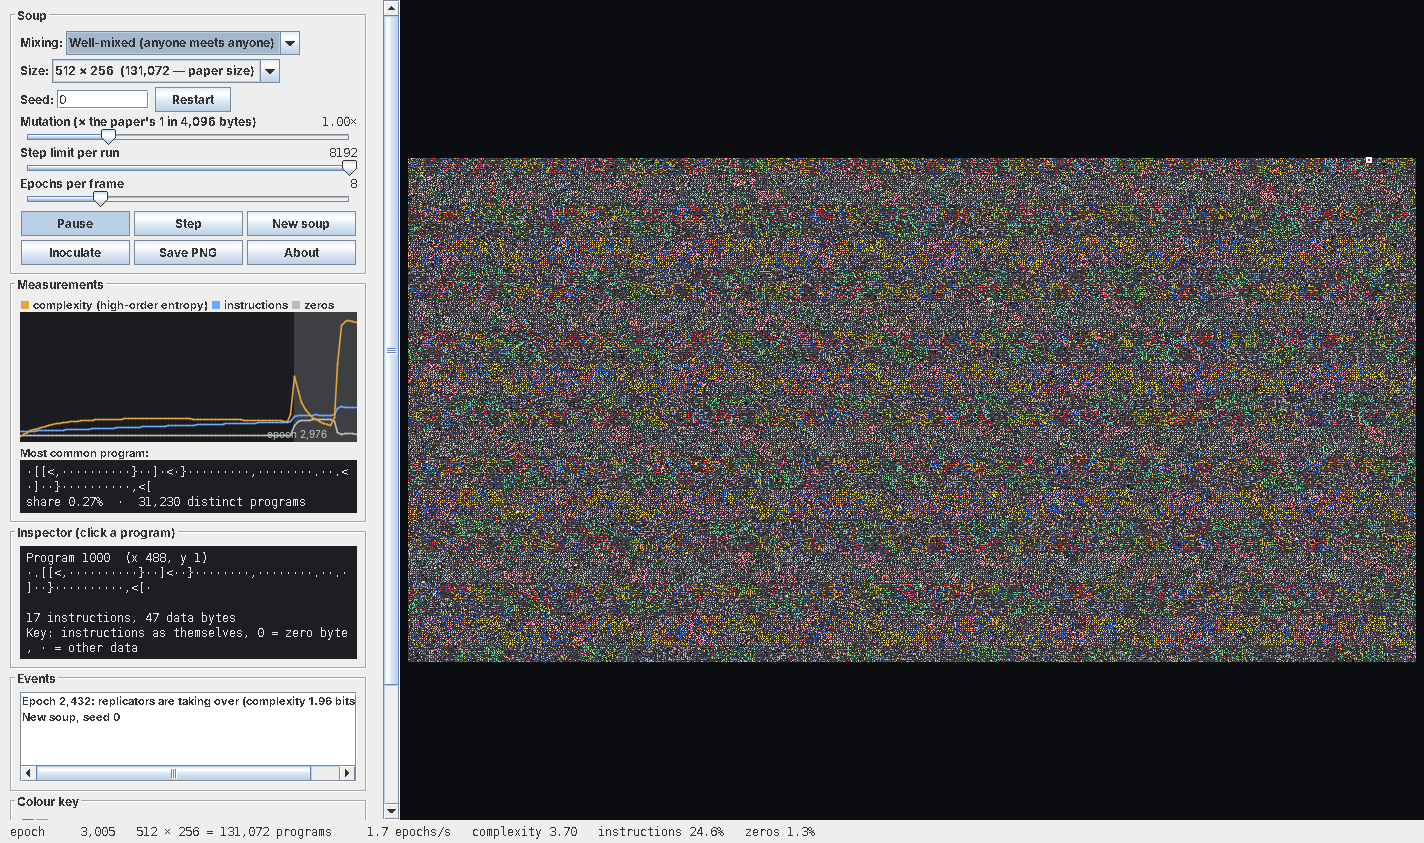 Soup
Mixing: Well-mixed (anyone meets anyone)
Size: 512 × 256 (131,072 — paper size)
Seed: 0 Restart
Mutation (× the paper's 1 in 4,096 bytes) 1.00×
Step limit per run 8192
Epochs per frame 8
Pause Step New soup
Inoculate Save PNG About
Measurements
complexity (high-order entropy) instructions zeros
epoch 2,976
Most common program:
·[[<,··········}··]·<·}·········,········,···,<
·]··}··········,<[
share 0.27% · 31,230 distinct programs
Inspector (click a program)
Program 1000 (x 488, y 1)
·.[[<,··········}··]<··}········,········.··.·
]··}··········,<[·
17 instructions, 47 data bytes
Key: instructions as themselves, 0 = zero byte
, · = other data
Events
Epoch 2,432: replicators are taking over (complexity 1.96 bits
New soup, seed 0
Colour key
epoch 3,005 512 × 256 = 131,072 programs 1.7 epochs/s complexity 3.70 instructions 24.6% zeros 1.3%